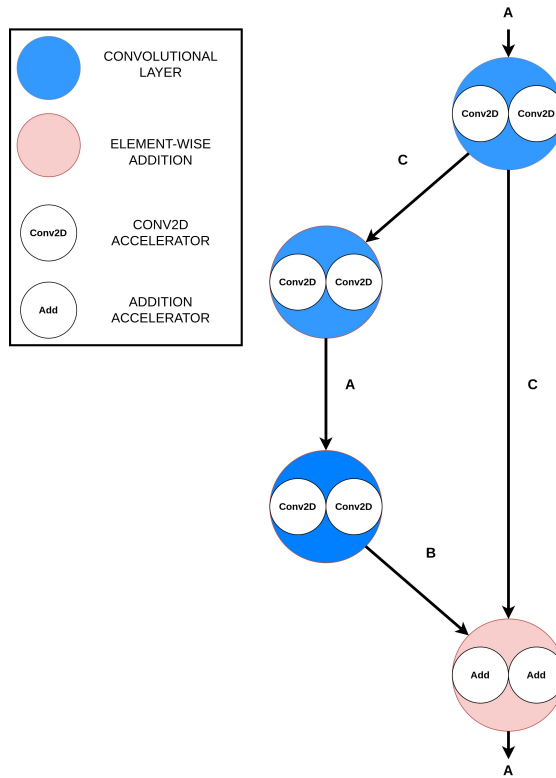 CONVOLUTIONAL
LAYER
ELEMENT-WISE
ADDITION
Conv2D
CONV2D
ACCELERATOR
Add
ADDITION
ACCELERATOR
A
Conv2D Conv2D
C
Conv2D Conv2D
A
C
Conv2D Conv2D
B
Add Add
A